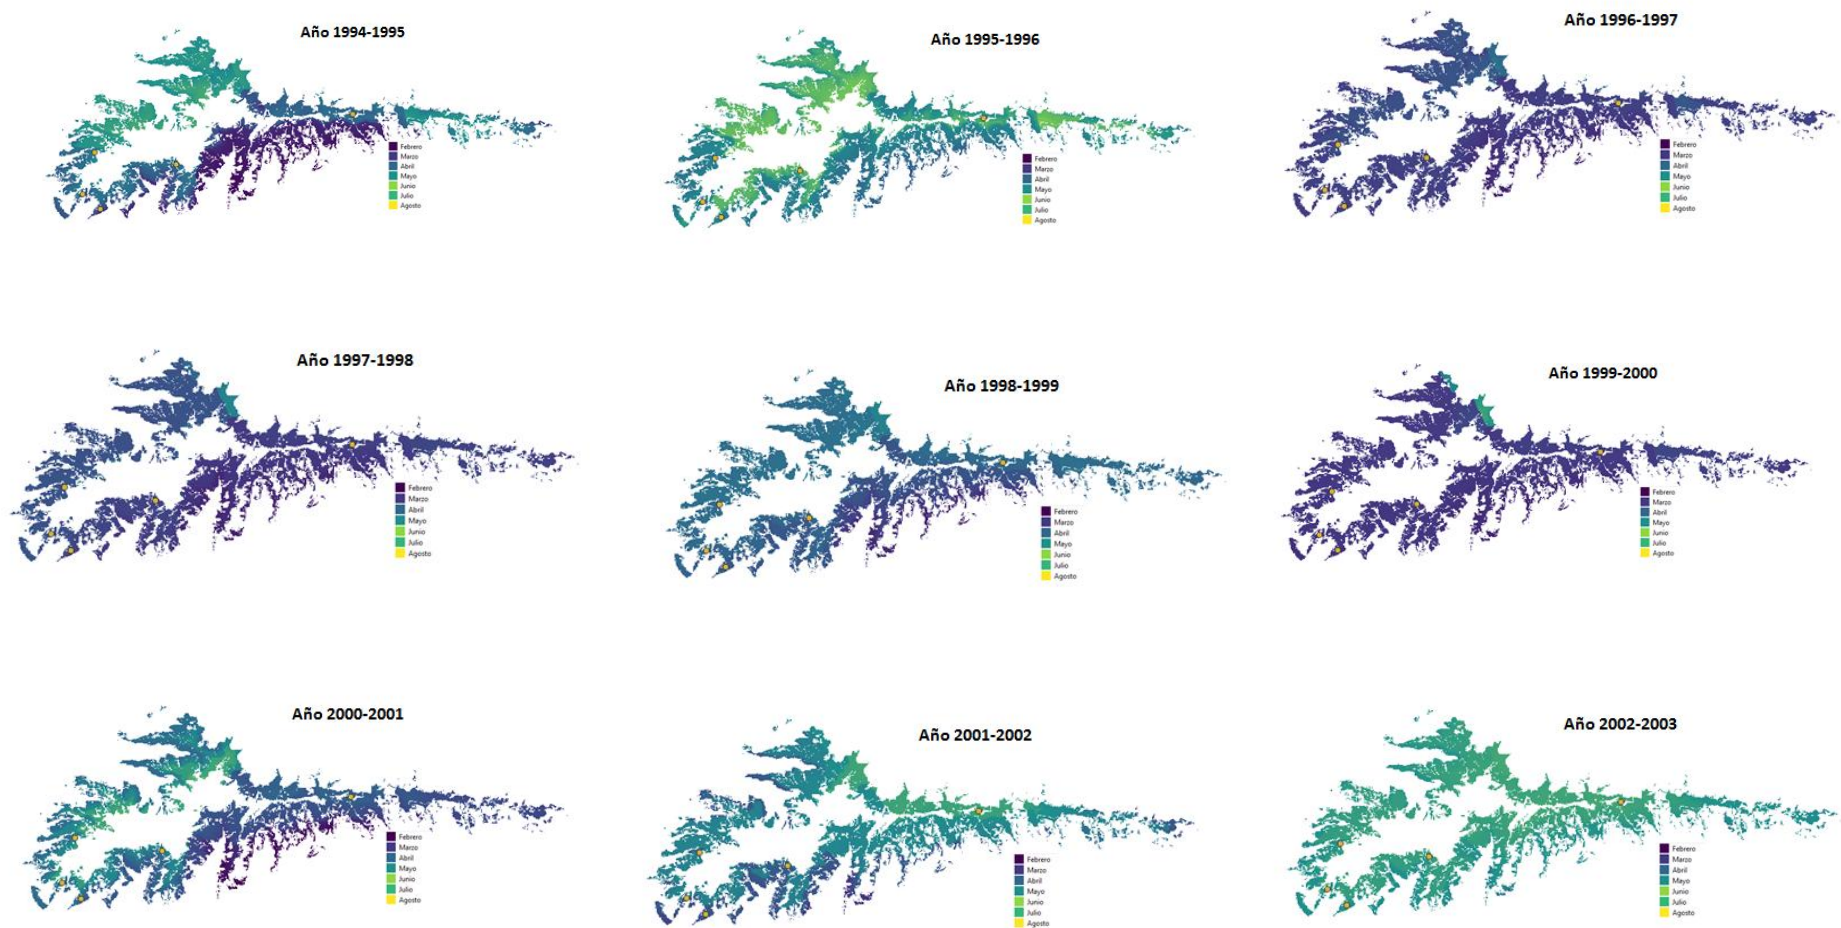 Año 1994-1995
Febrero
Marzo
Abril
Mayo
Junio
Julio
Agosto
Año 1995-1996
Febrero
Marzo
Abril
Mayo
Junio
Julio
Agosto
Año 1996-1997
Febrero
Marzo
Abril
Mayo
Junio
Julio
Agosto
Año 1997-1998
Febrero
Marzo
Abril
Mayo
Junio
Julio
Agosto
Año 1998-1999
Febrero
Marzo
Abril
Mayo
Junio
Julio
Agosto
Año 1999-2000
Febrero
Marzo
Abril
Mayo
Junio
Julio
Agosto
Año 2000-2001
Febrero
Marzo
Abril
Mayo
Junio
Julio
Agosto
Año 2001-2002
Febrero
Marzo
Abril
Mayo
Junio
Julio
Agosto
Año 2002-2003
Febrero
Marzo
Abril
Mayo
Junio
Julio
Agosto